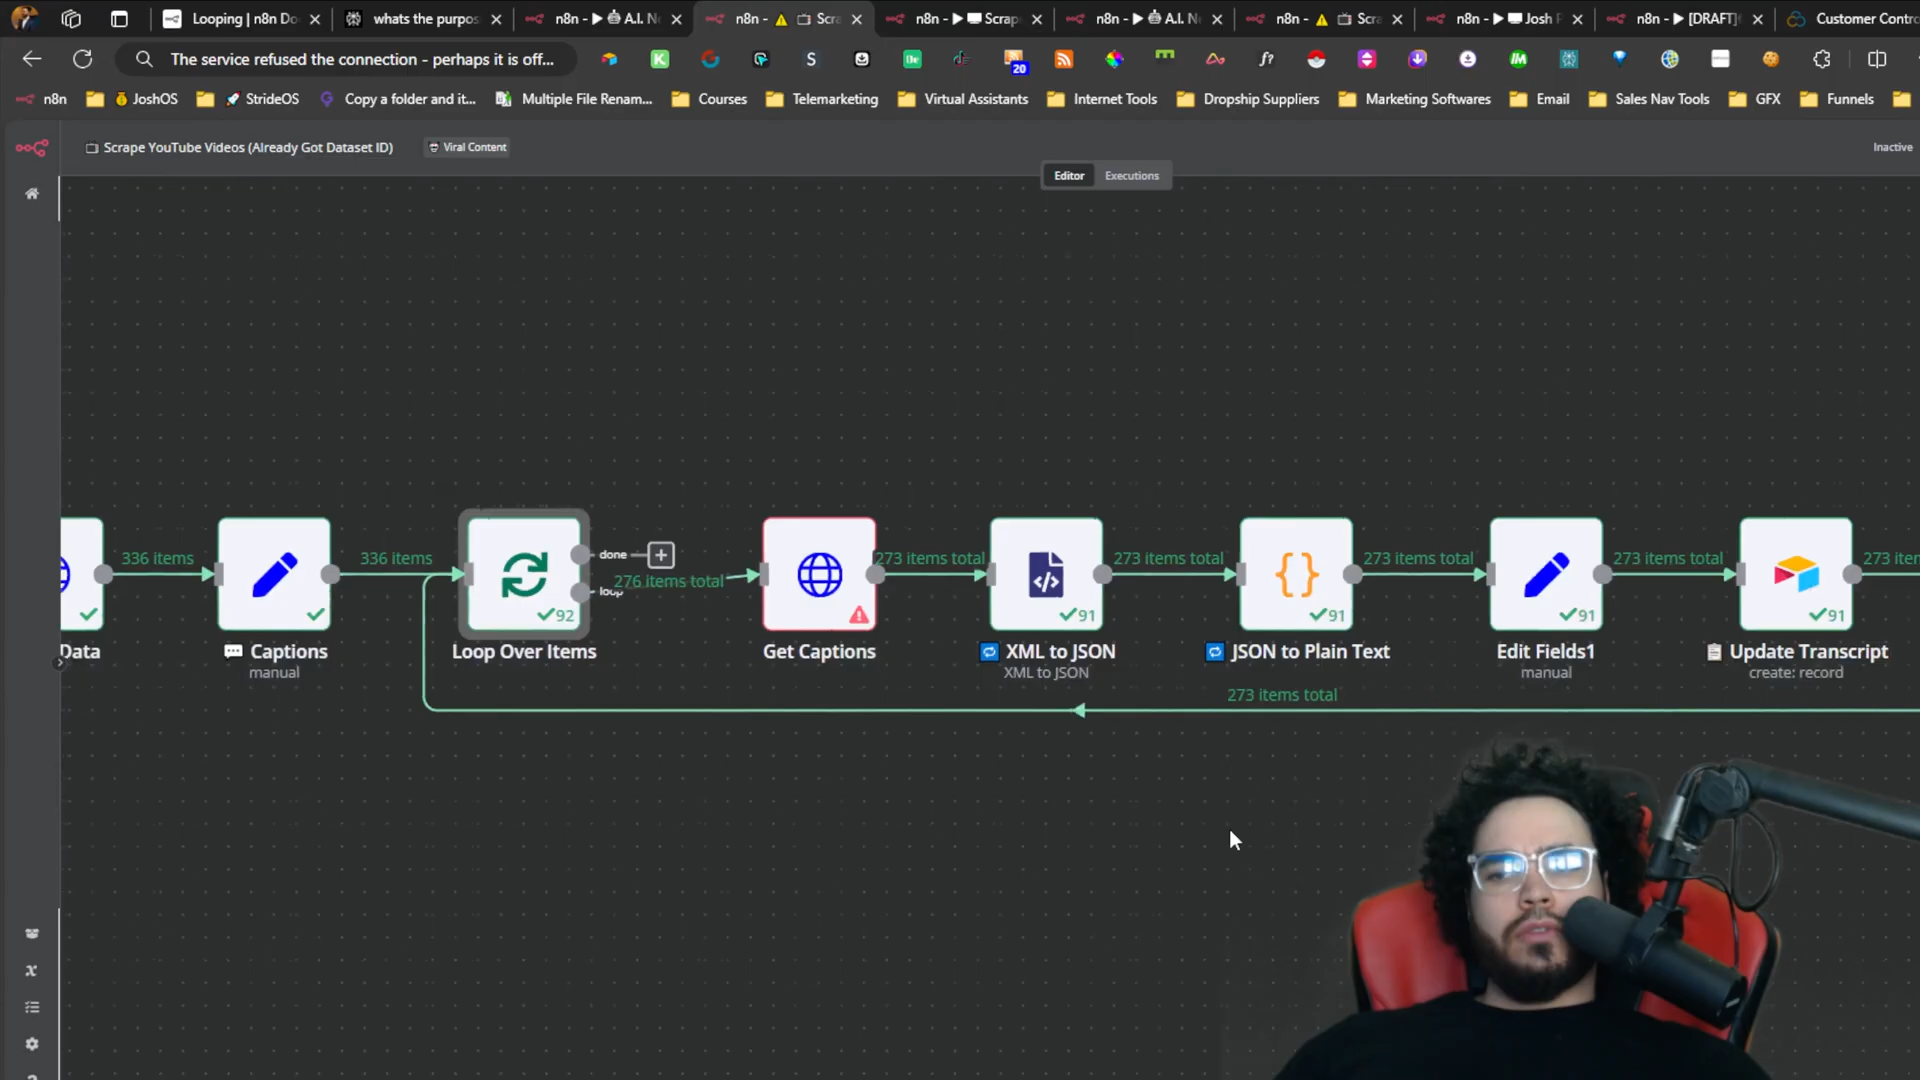 Looping | n8n Do
whats the purpos
n8n - ▶ A.I. N
n8n - ⚠ Scra
n8n - ▶ Scrap
n8n - ▶ A.I. N
n8n - ⚠ Scra
n8n - ▶ Josh F
n8n - ▶ [DRAFT]
Customer Contro
The service refused the connection - perhaps it is off...
20
n8n
JoshOS
StrideOS
Copy a folder and it...
Multiple File Renam...
Courses
Telemarketing
Virtual Assistants
Internet Tools
Dropship Suppliers
Marketing Softwares
Email
Sales Nav Tools
GFX
Funnels
Scrape YouTube Videos (Already Got Dataset ID)
Viral Content
Inactive
Editor
Executions
336 items
336 items
done
276 items total
loop
273 items total
273 items total
273 items total
273 items total
273 item
92
91
91
91
91
Data
Captions
manual
Loop Over Items
Get Captions
XML to JSON
XML to JSON
JSON to Plain Text
Edit Fields1
manual
Update Transcript
create: record
273 items total